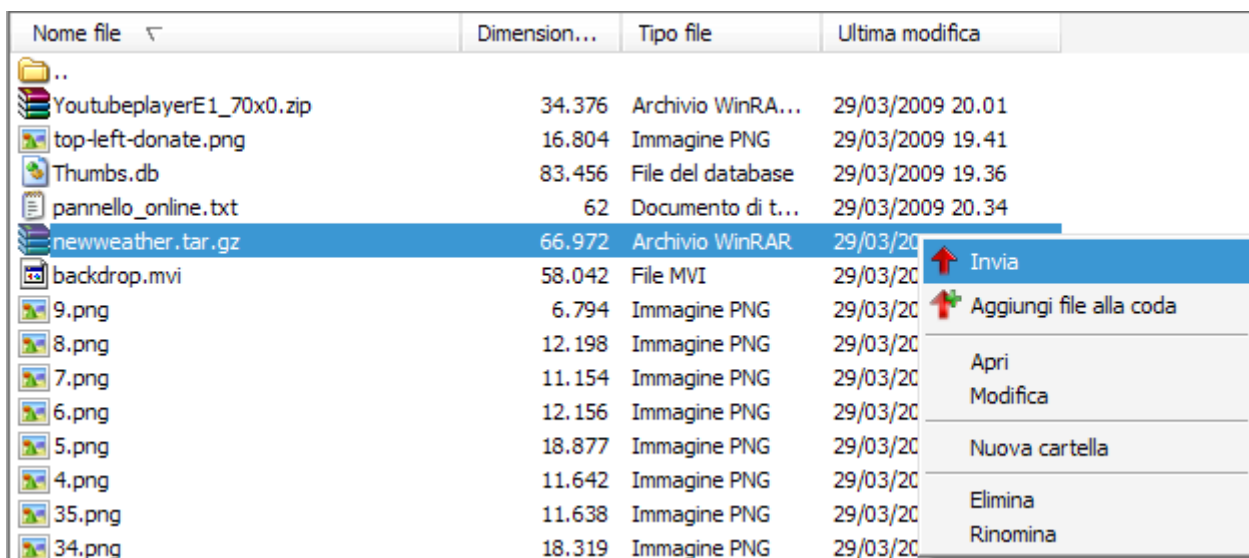 Nome file Dimension... Tipo file Ultima modifica
..
YoutubeplayerE1_70x0.zip 34.376 Archivio WinRA... 29/03/2009 20.01
top-left-donate.png 16.804 Immagine PNG 29/03/2009 19.41
Thumbs.db 83.456 File del database 29/03/2009 19.36
pannello_online.txt 62 Documento di t... 29/03/2009 20.34
newweather.tar.gz 66.972 Archivio WinRAR 29/03/20
Invia
backdrop.mvi 58.042 File MVI 29/03/20
Aggiungi file alla coda
9.png 6.794 Immagine PNG 29/03/20
8.png 12.198 Immagine PNG 29/03/20
Apri
7.png 11.154 Immagine PNG 29/03/20
Modifica
6.png 12.156 Immagine PNG 29/03/20
5.png 18.877 Immagine PNG 29/03/20
Nuova cartella
4.png 11.642 Immagine PNG 29/03/20
Elimina
35.png 11.638 Immagine PNG 29/03/20
Rinomina
34.png 18.319 Immagine PNG 29/03/20